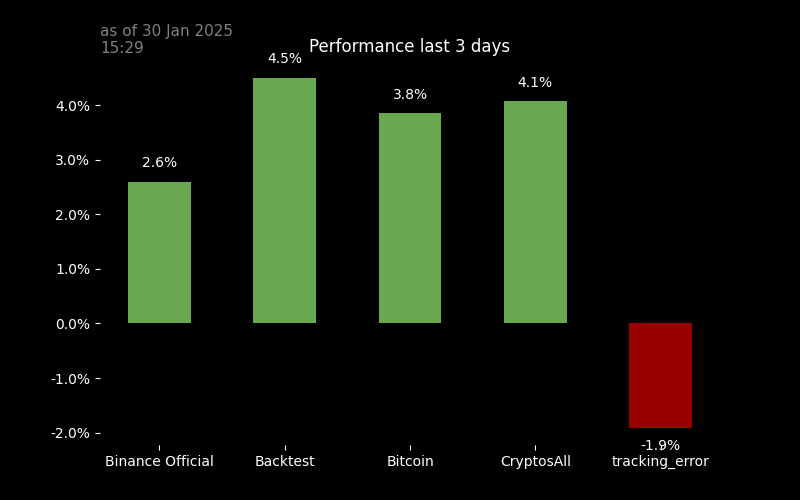 as of 30 Jan 2025
15:29
Performance last 3 days
4.5%
4.1%
3.8%
2.6%
-1.9%
4.0%
3.0%
2.0%
1.0%
0.0%
-1.0%
-2.0%
Binance Official
Backtest
Bitcoin
CryptosAll
tracking_error